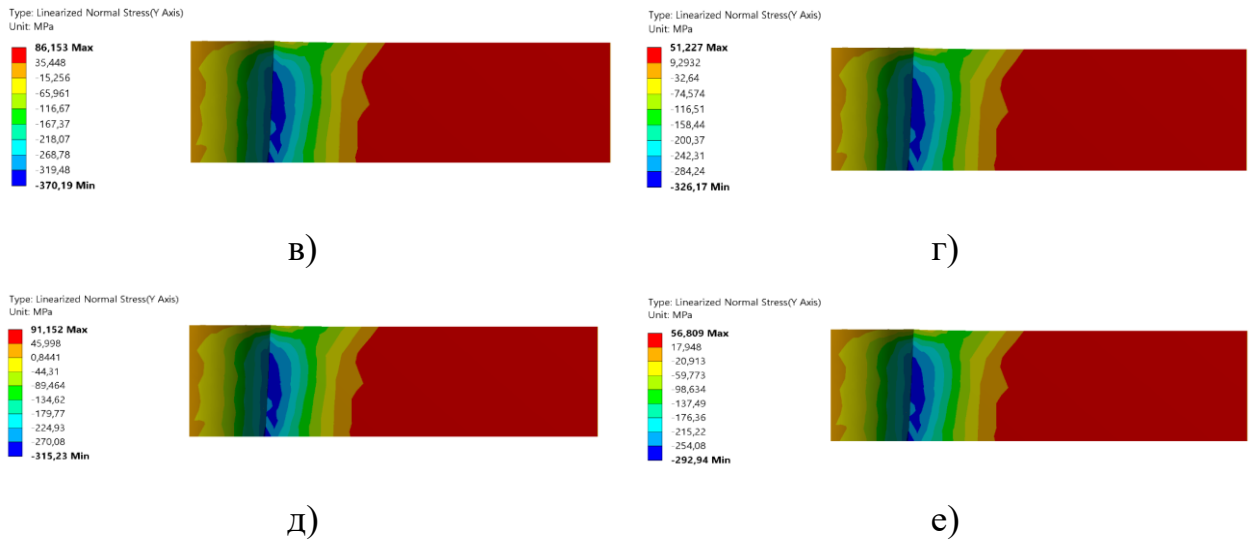 Type: Linearized Normal Stress(Y Axis)
Unit: MPa
86,153 Max
35,448
-15,256
-65,961
-116,67
-167,37
-218,07
-268,78
-319,48
-370,19 Min
в)
Type: Linearized Normal Stress(Y Axis)
Unit: MPa
51,227 Max
9,2932
-32,64
-74,574
-116,51
-158,44
-200,37
-242,31
-284,24
-326,17 Min
г)
Type: Linearized Normal Stress(Y Axis)
Unit: MPa
91,152 Max
45,998
0,8441
-44,31
-89,464
-134,62
-179,77
-224,93
-270,08
-315,23 Min
д)
Type: Linearized Normal Stress(Y Axis)
Unit: MPa
56,809 Max
17,948
-20,913
-59,773
-98,634
-137,49
-176,36
-215,22
-254,08
-292,94 Min
е)